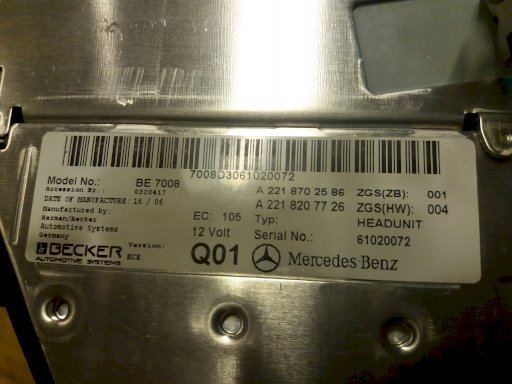 7008D3061020072
Model No.: BE 7008
Accession Nr.: 0220417
DATE OF MANUFACTURE: 16 / 06
Manufactured by:
Harman/Becker
Automotive Systems
Germany
BECKER
AUTOMOTIVE SYSTEMS
Version:
ECE
EC: 105
12 Volt
Q01
A 221 870 25 86 ZGS(ZB): 001
A 221 820 77 26 ZGS(HW): 004
Typ: HEADUNIT
Serial No.: 61020072
Mercedes Benz